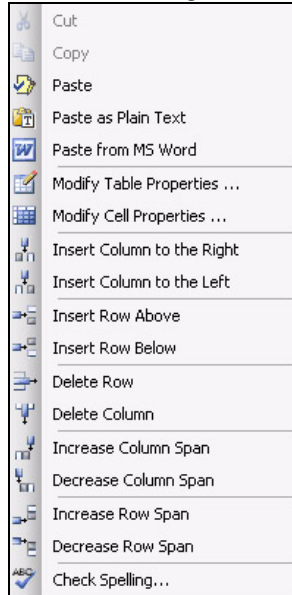 Cut
Copy
Paste
Paste as Plain Text
Paste from MS Word
Modify Table Properties ...
Modify Cell Properties ...
Insert Column to the Right
Insert Column to the Left
Insert Row Above
Insert Row Below
Delete Row
Delete Column
Increase Column Span
Decrease Column Span
Increase Row Span
Decrease Row Span
Check Spelling...